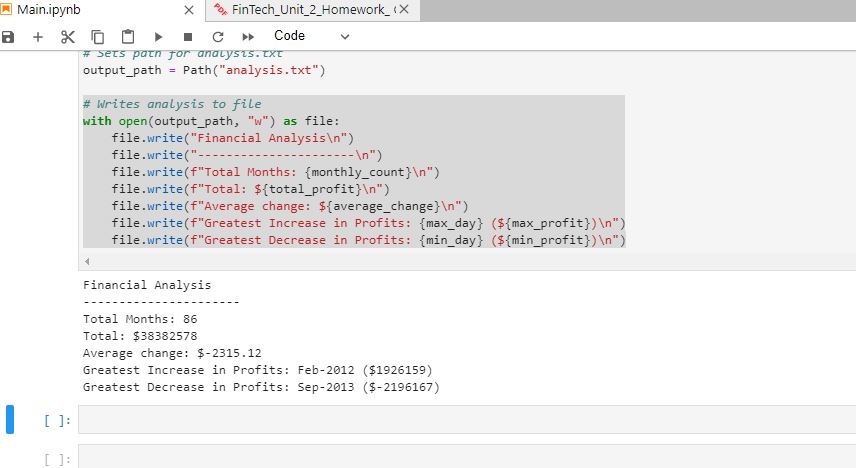 Main.ipynb
FinTech_Unit_2_Homework_
Code
# Sets path for analysis.txt
output_path = Path("analysis.txt")
# Writes analysis to file
with open(output_path, "w") as file:
    file.write("Financial Analysis\n")
    file.write("----------------------\n")
    file.write(f"Total Months: {monthly_count}\n")
    file.write(f"Total: ${total_profit}\n")
    file.write(f"Average change: ${average_change}\n")
    file.write(f"Greatest Increase in Profits: {max_day} (${max_profit})\n")
    file.write(f"Greatest Decrease in Profits: {min_day} (${min_profit})\n")
Financial Analysis
----------------------
Total Months: 86
Total: $38382578
Average change: $-2315.12
Greatest Increase in Profits: Feb-2012 ($1926159)
Greatest Decrease in Profits: Sep-2013 ($-2196167)
[ ]:
[ ]: